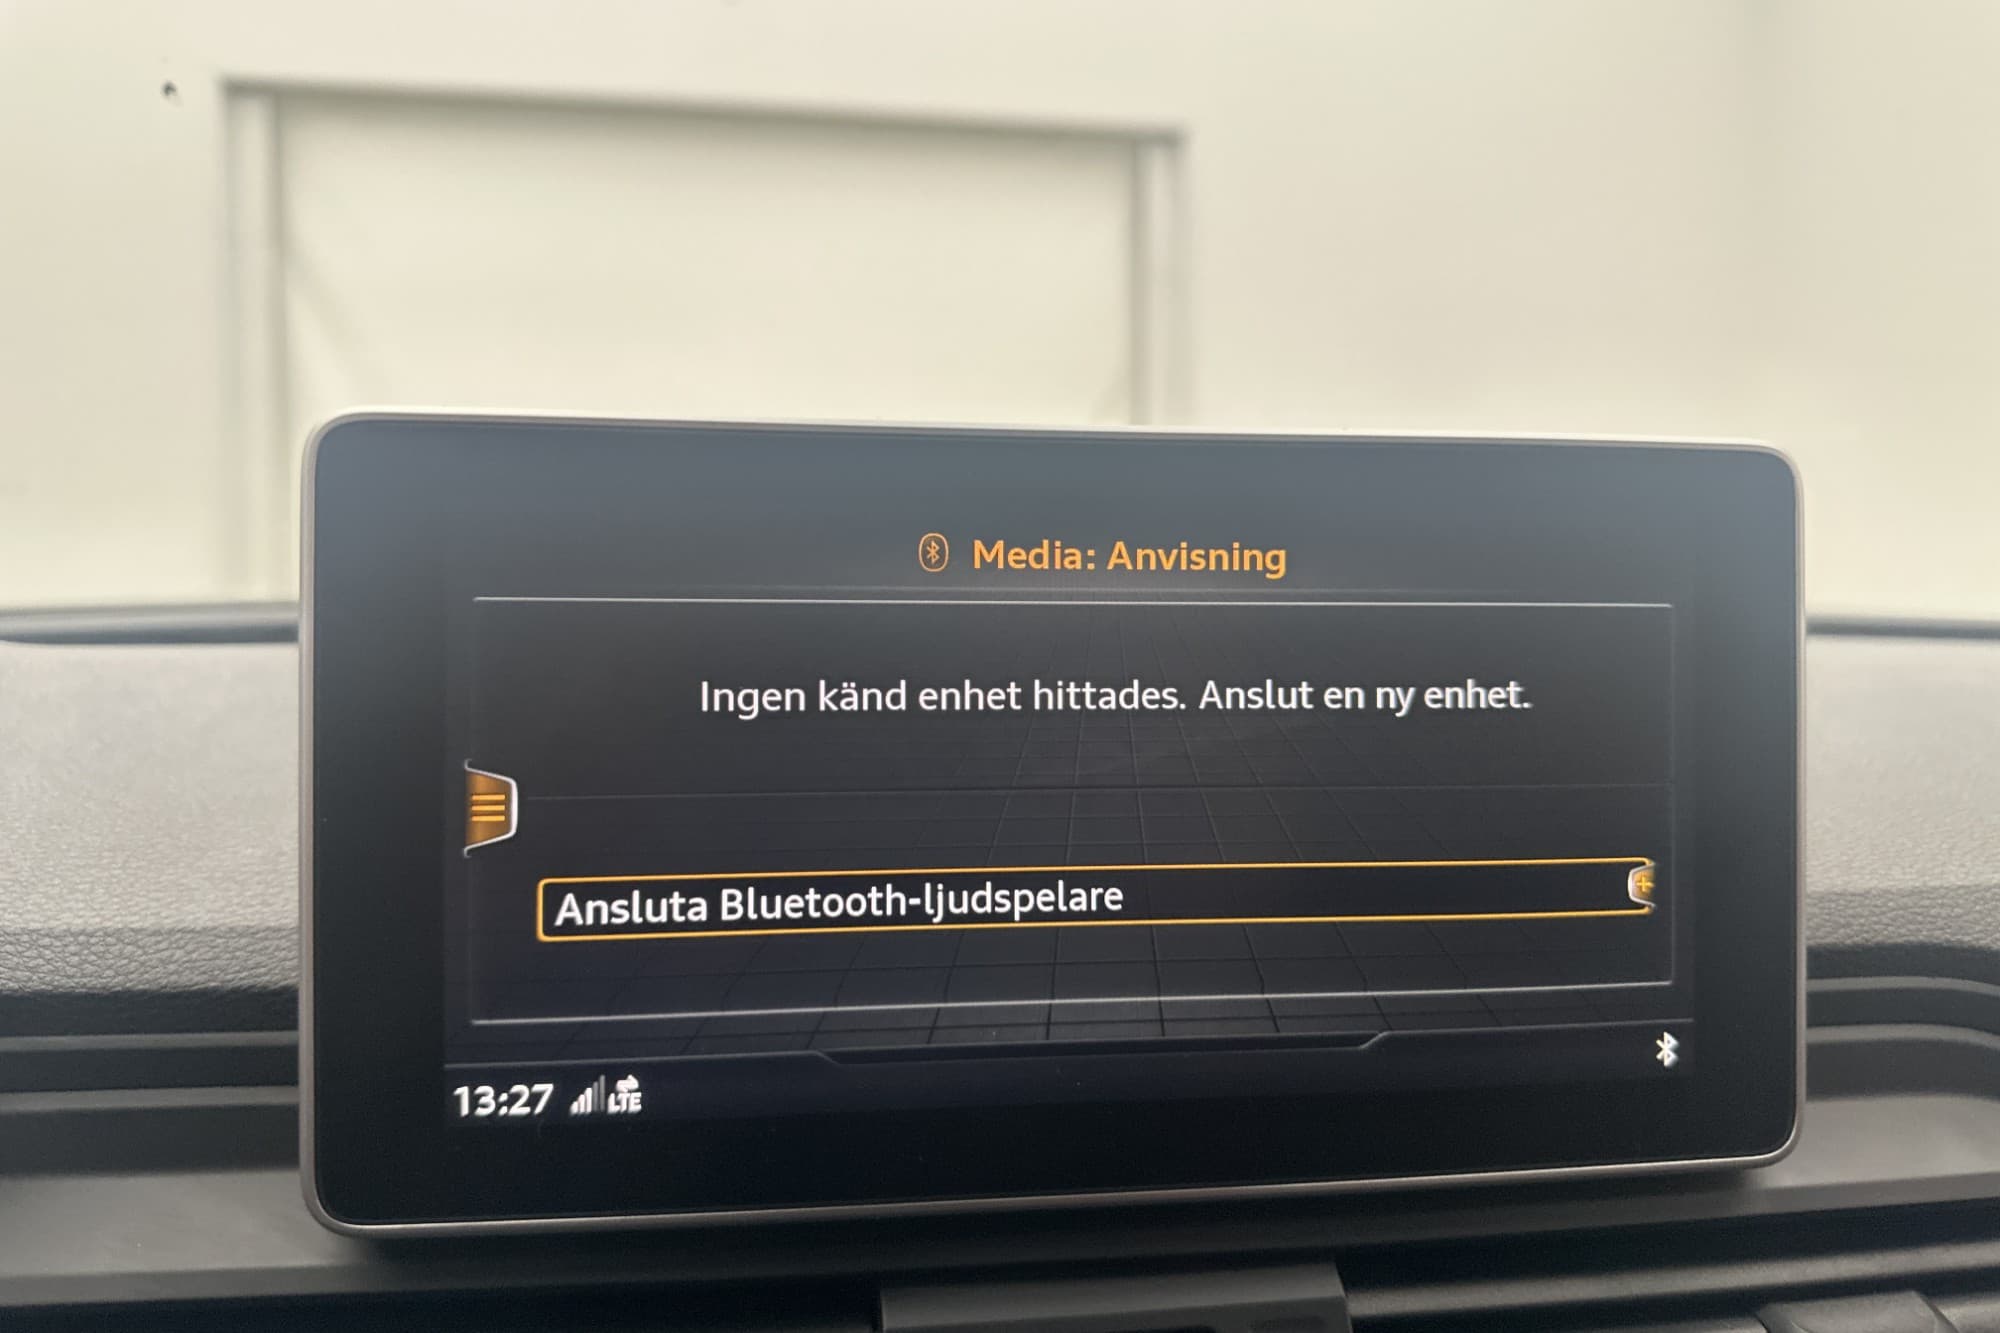 Media: Anvisning
Ingen känd enhet hittades. Anslut en ny enhet.
Ansluta Bluetooth-ljudspelare
13:27 LTE